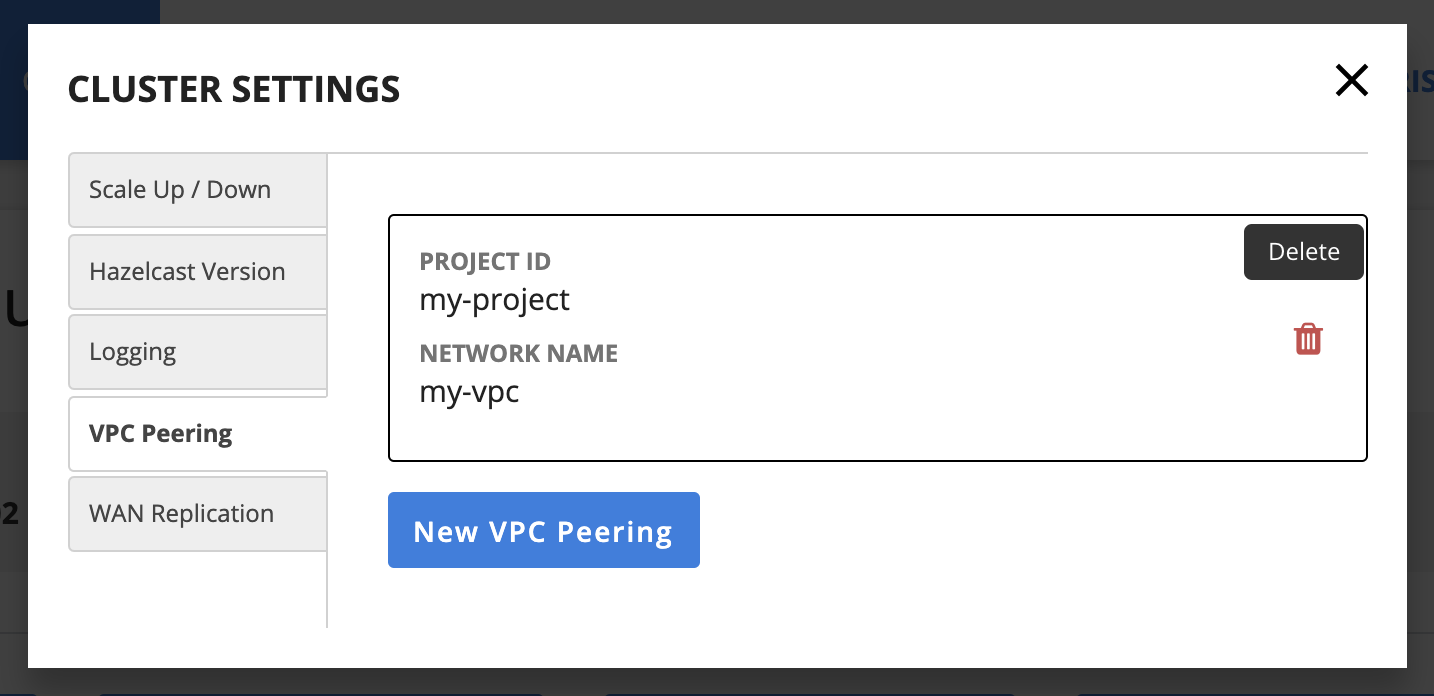 CLUSTER SETTINGS
Scale Up / Down
Hazelcast Version
Logging
VPC Peering
WAN Replication
PROJECT ID
my-project
NETWORK NAME
my-vpc
Delete
New VPC Peering